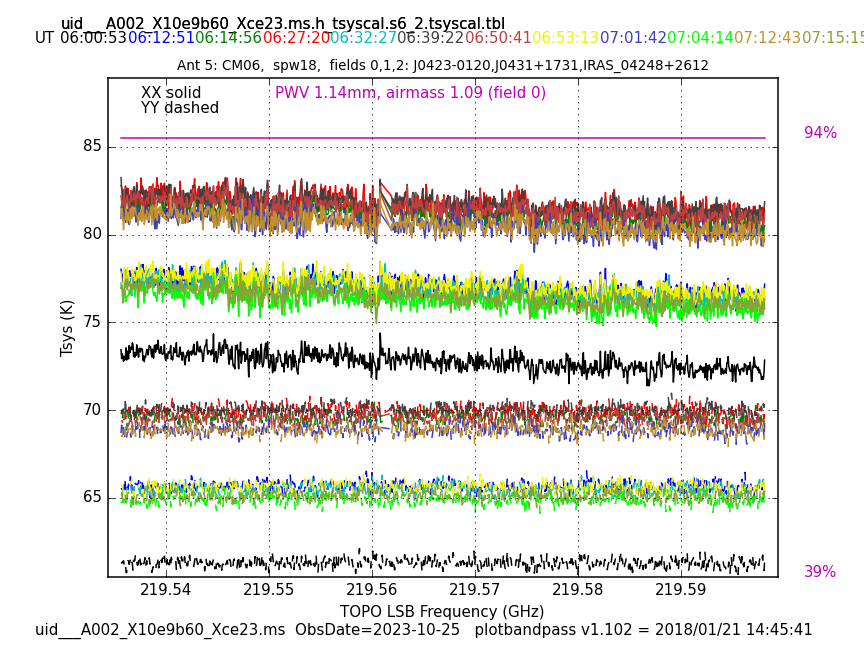 uid___A002_X10e9b60_Xce23.ms.h_tsyscal.s6_2.tsyscal.tbl
UT 06:00:53 06:12:51 06:14:56 06:27:20 06:32:27 06:39:22 06:50:41 06:53:13 07:01:42 07:04:14 07:12:43 07:15:15
Ant 5: CM06, spw18, fields 0,1,2: J0423-0120,J0431+1731,IRAS_04248+2612
XX solid
PWV 1.14mm, airmass 1.09 (field 0)
YY dashed
94%
85
80
75
70
65
Tsys (K)
39%
219.54 219.55 219.56 219.57 219.58 219.59
TOPO LSB Frequency (GHz)
uid___A002_X10e9b60_Xce23.ms ObsDate=2023-10-25 plotbandpass v1.102 = 2018/01/21 14:45:41